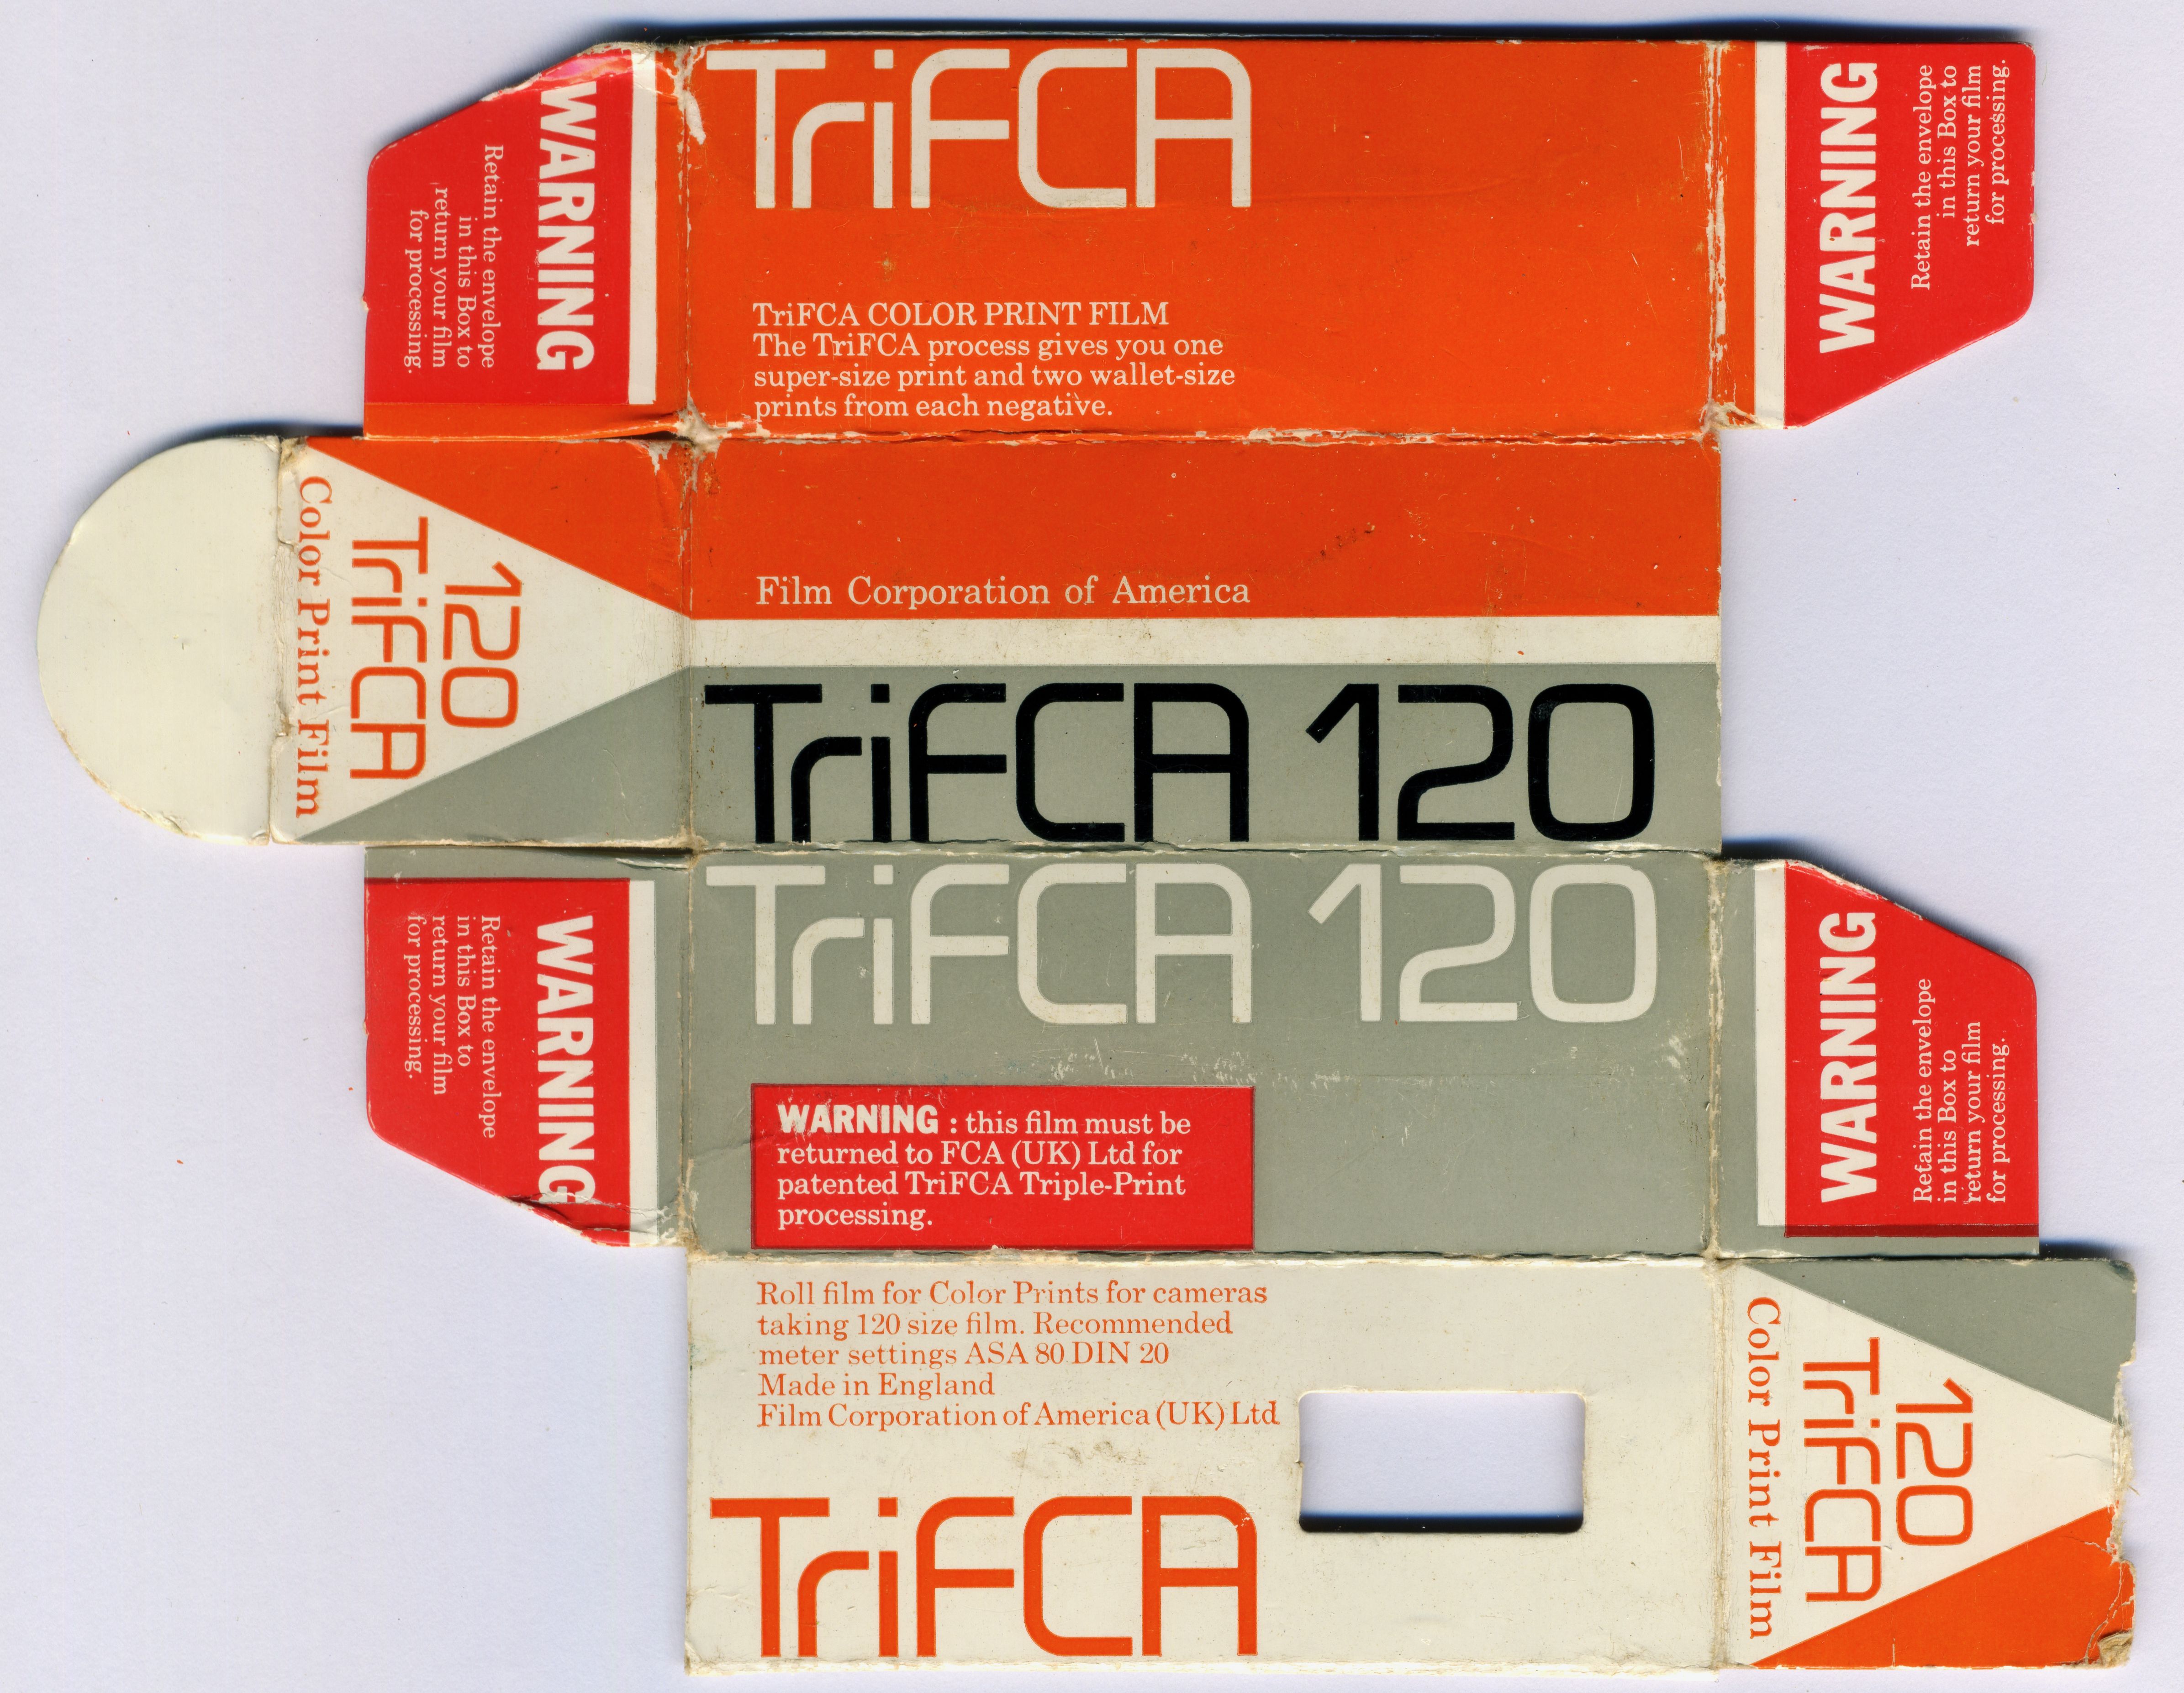 TriFCA
TriFCA COLOR PRINT FILM
The TriFCA process gives you one
super-size print and two wallet-size
prints from each negative.
WARNING
Retain the envelope
in this Box to
return your film
for processing.
WARNING
Retain the envelope
in this Box to
return your film
for processing.
120
TriFCA
Color Print Film
Film Corporation of America
TriFCA 120
TriFCA 120
WARNING : this film must be
returned to FCA (UK) Ltd for
patented TriFCA Triple-Print
processing.
WARNING
Retain the envelope
in this Box to
return your film
for processing.
WARNING
Retain the envelope
in this Box to
return your film
for processing.
Roll film for Color Prints for cameras
taking 120 size film. Recommended
meter settings ASA 80 DIN 20
Made in England
Film Corporation of America (UK) Ltd
TriFCA
120
TriFCA
Color Print Film